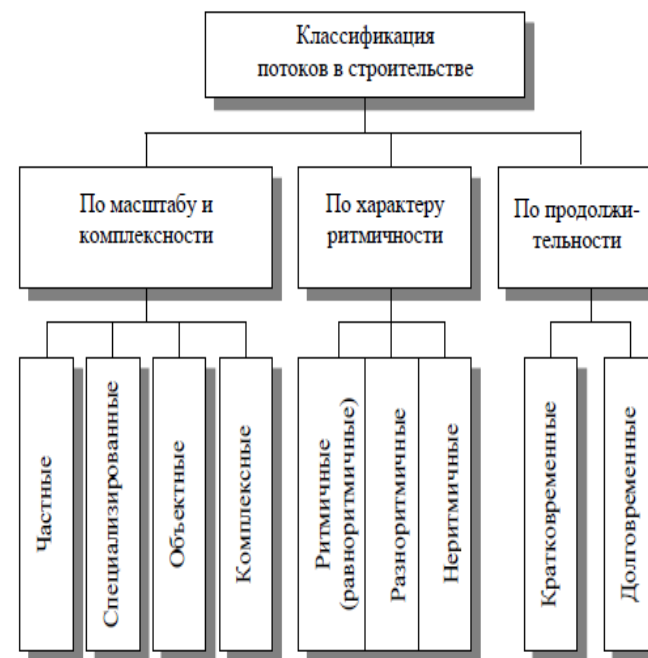 Классификация
потоков в строительстве
По масштабу и
комплексности
По характеру
ритмичности
По продолжи-
тельности
Частные
Специализированные
Объектные
Комплексные
Ритмичные
(равноритмичные)
Разноритмичные
Неритмичные
Кратковременные
Долговременные